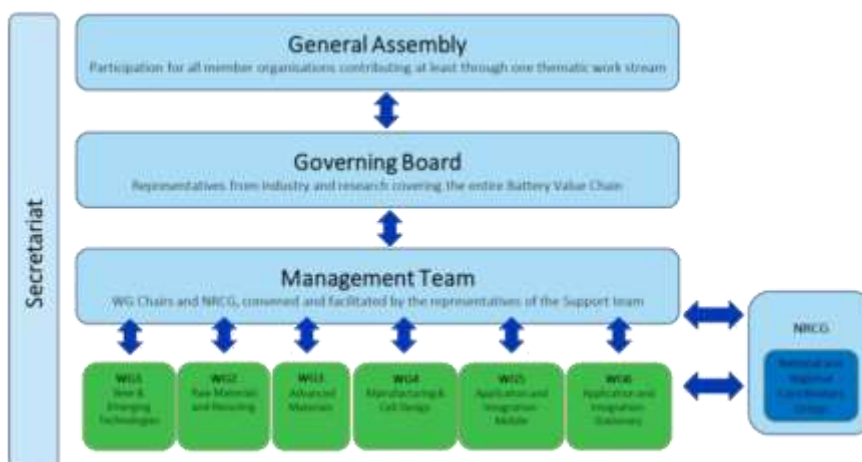 Secretariat
General Assembly
Participation for all member organisations contributing at least through one thematic work stream
Governing Board
Representatives from industry and research covering the entire Battery Value Chain
Management Team
WG Chairs and NRCG, convened and facilitated by the representatives of the Support team
WG1
New &
Emerging
Technologies
WG2
Raw Materials
and Recycling
WG3
Advanced
Materials
WG4
Manufacturing &
Cell Design
WG5
Application and
Integration
Mobile
WG6
Application and
Integration
Stationary
NRCG
National and
Regional
Coordinators
Group